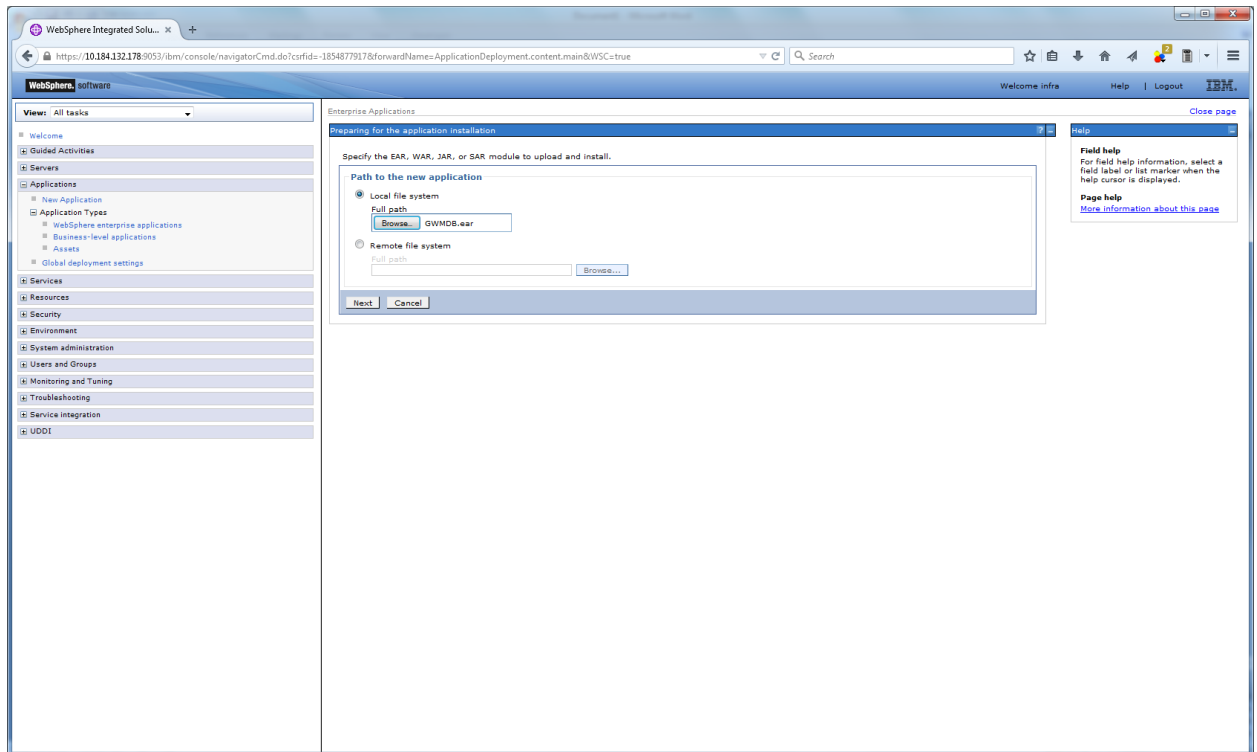 WebSphere Integrated Solu... × +
https://10.184.132.178:9053/ibm/console/navigatorCmd.do?csrfid=-1854877917&forwardName=ApplicationDeployment.content.main&WSC=true
Search
2
WebSphere. software
Welcome infra
Help | Logout
IBM.
View: All tasks
Welcome
Guided Activities
Servers
Applications
New Application
Application Types
WebSphere enterprise applications
Business-level applications
Assets
Global deployment settings
Services
Resources
Security
Environment
System administration
Users and Groups
Monitoring and Tuning
Troubleshooting
Service integration
UDDI
Enterprise Applications
Close page
Preparing for the application installation
? -
Specify the EAR, WAR, JAR, or SAR module to upload and install.
Path to the new application
Local file system
Full path
Browse... GWMDB.ear
Remote file system
Full path
Browse...
Next Cancel
Help
Field help
For field help information, select a
field label or list marker when the
help cursor is displayed.
Page help
More information about this page